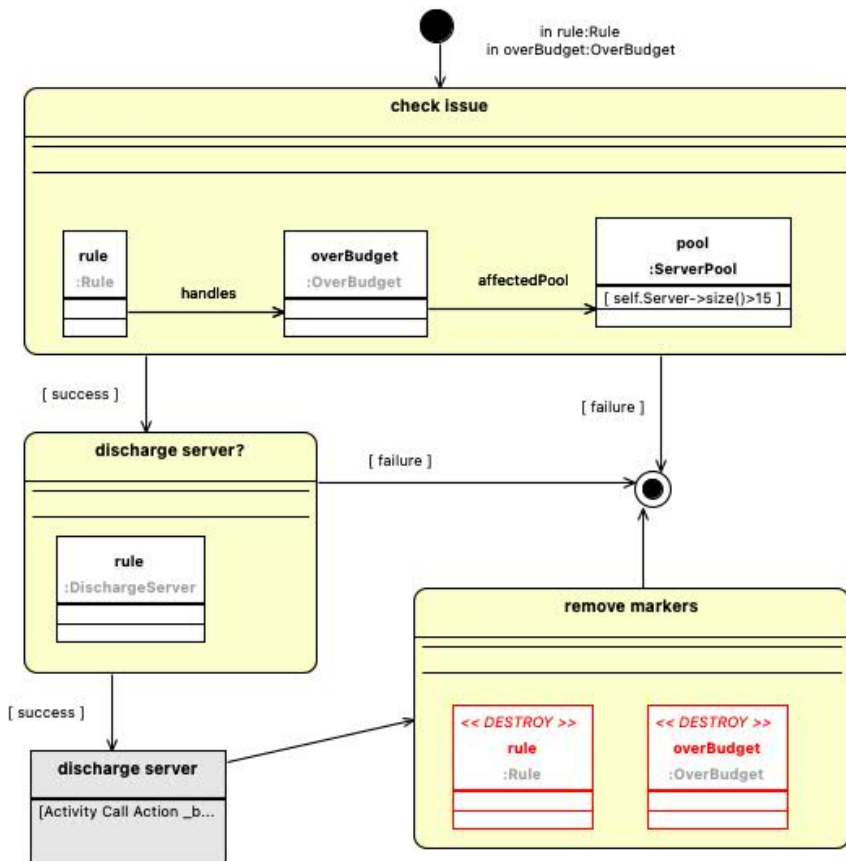 in rule:Rule
in overBudget:OverBudget
check issue
rule
:Rule
handles
overBudget
:OverBudget
affectedPool
pool
:ServerPool
[ self.Server->size()>15 ]
[ success ]
[ failure ]
discharge server?
[ failure ]
rule
:DischargeServer
remove markers
<< DESTROY >>
rule
:Rule
<< DESTROY >>
overBudget
:OverBudget
[ success ]
discharge server
[Activity Call Action _b...